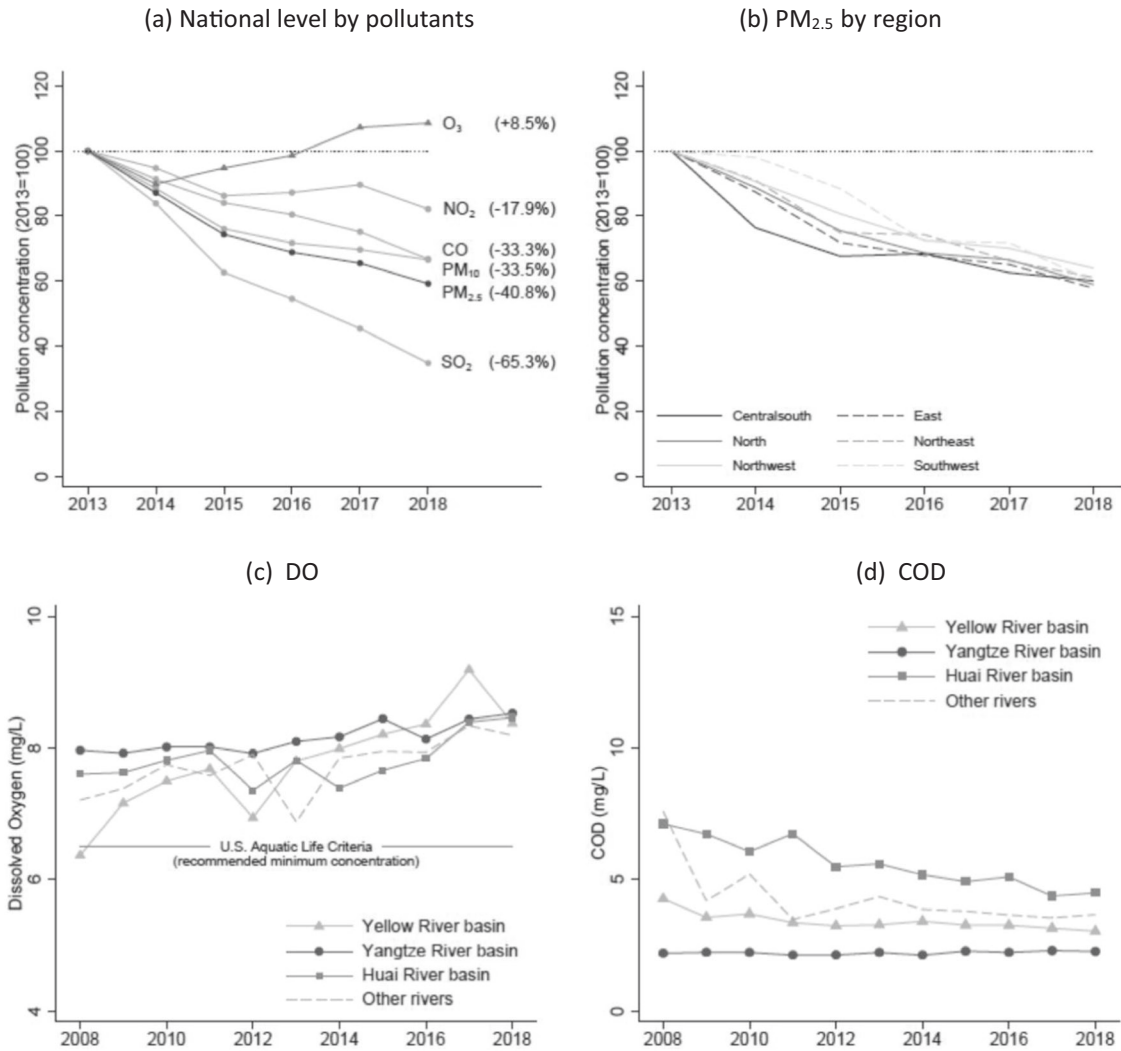 (a) National level by pollutants
Pollution concentration (2013=100)
120
100
80
60
40
20
0
O₃ (+8.5%)
NO₂ (-17.9%)
CO (-33.3%)
PM₁₀ (-33.5%)
PM₂.₅ (-40.8%)
SO₂ (-65.3%)
2013 2014 2015 2016 2017 2018
(b) PM₂.₅ by region
Pollution concentration (2013=100)
120
100
80
60
40
20
0
Centralsouth East
North Northeast
Northwest Southwest
2013 2014 2015 2016 2017 2018
(c) DO
Dissolved Oxygen (mg/L)
10
8
6
4
U.S. Aquatic Life Criteria
(recommended minimum concentration)
Yellow River basin
Yangtze River basin
Huai River basin
Other rivers
2008 2010 2012 2014 2016 2018
(d) COD
COD (mg/L)
15
10
5
0
Yellow River basin
Yangtze River basin
Huai River basin
Other rivers
2008 2010 2012 2014 2016 2018